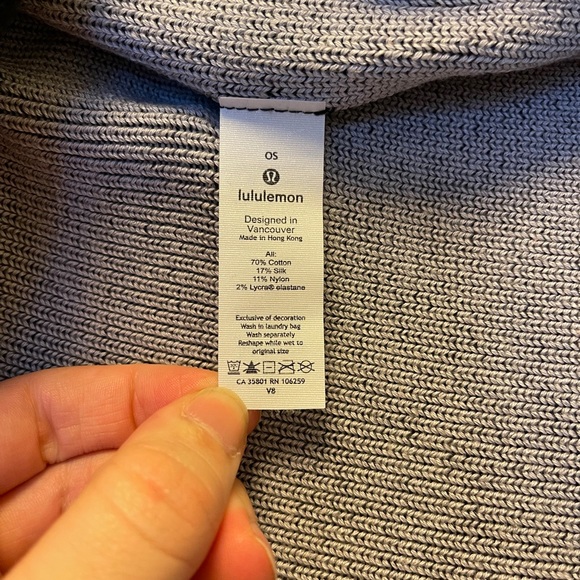 OS
lululemon
Designed in
Vancouver
Made in Hong Kong
All:
70% Cotton
17% Silk
11% Nylon
2% Lycra® elastane
Exclusive of decoration
Wash in laundry bag
Wash separately
Reshape while wet to
original size
CA 35801 RN 106259
V8